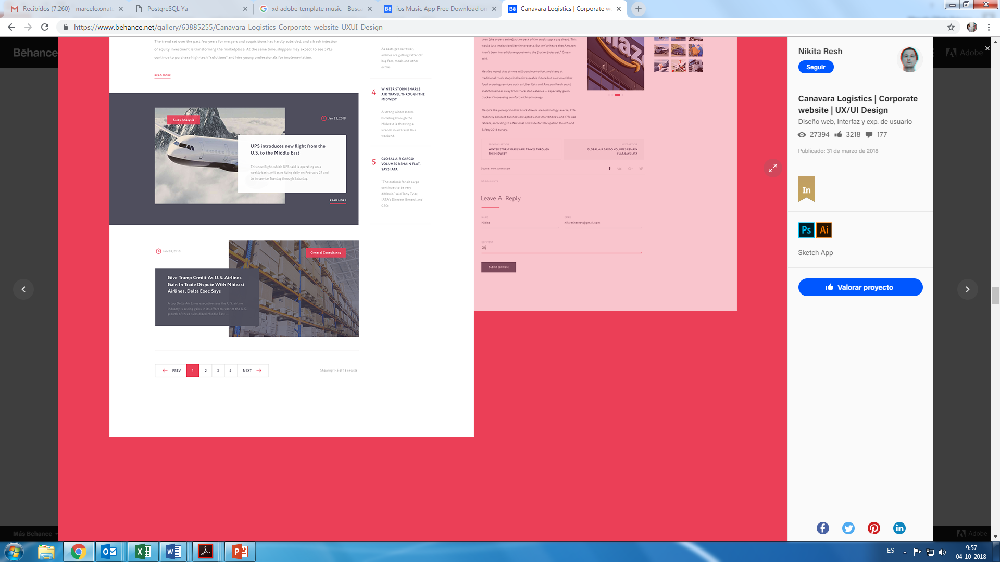 Recibidos (7.260) - marcelo.onate
PostgreSQL Ya
xd adobe template music - Busca
ios Music App Free Download on
Canavara Logistics | Corporate w
https://www.behance.net/gallery/63885255/Canavara-Logistics-Corporate-website-UXUI-Design
Bēhance
Adobe
The trend set over the past few years for mergers and acquisitions has hardly subsided, and a fresh injection
of equity investment is transforming the marketplace. At the same time, shippers may expect to see 3PLs
continue to purchase high-tech "solutions" and hire young professionals for implementation.
READ MORE
Sales Analysis
Jan 23, 2018
UPS introduces new flight from the
U.S. to the Middle East
This new flight, which UPS said is operating on a
weekly basis, will start flying daily on February 27 and
be in service Tuesday through Saturday.
READ MORE
Jan 23, 2018
General Consultancy
Give Trump Credit As U.S. Airlines
Gain In Trade Dispute With Mideast
Airlines, Delta Exec Says
A top Delta Air Lines executive says the U.S. airline
industry is seeing gains in its effort to restrict the U.S.
growth of three subsidized Middle East ...
PREV
1
2
3
4
NEXT
Showing 1-5 of 18 results
As seats get narrower,
airlines are getting fatter off
bag fees, meals and other
extras.
4
WINTER STORM SNARLS
AIR TRAVEL THROUGH THE
MIDWEST
A strong winter storm
barreling through the
Midwest is throwing a
wrench in air travel this
weekend.
5
GLOBAL AIR CARGO
VOLUMES REMAIN FLAT,
SAYS IATA
"The outlook for air cargo
continues to be very
difficult," said Tony Tyler,
IATA's Director General and
CEO.
then [the orders arrive] at the desk of the truck stop a day ahead. This
would just institutionalize the process. But we've heard that Amazon
hasn't been incredibly responsive to the [locker] idea yet," Cassar
said.
He also noted that drivers will continue to fuel and sleep at
traditional truck stops in the foreseeable future but cautioned that
food ordering services such as Uber Eats and Amazon Fresh could
snatch business away from truck stop eateries — especially given
truckers' increasing comfort with technology.
Despite the perception that truck drivers are technology-averse, 71%
routinely conduct business on laptops and smartphones, and 17% use
tablets, according to a National Institute for Occupation Health and
Safety 2016 survey.
PREVIOUS ARTICLE
WINTER STORM SNARLS AIR TRAVEL THROUGH
THE MIDWEST
NEXT ARTICLE
GLOBAL AIR CARGO VOLUMES REMAIN
FLAT, SAYS IATA
Source: www.ttnews.com
NO COMMENTS
Leave A Reply
NAME
Nikita
EMAIL
nik.resheteev@gmail.com
COMMENT
Ok
Submit comment
Nikita Resh
Seguir
Canavara Logistics | Corporate
website | UX/UI Design
Diseño web, Interfaz y exp. de usuario
27394
3218
177
Publicado: 31 de marzo de 2018
In
Ps
Ai
Sketch App
Valorar proyecto
Más Behance
Adobe
ES
9:57
04-10-2018